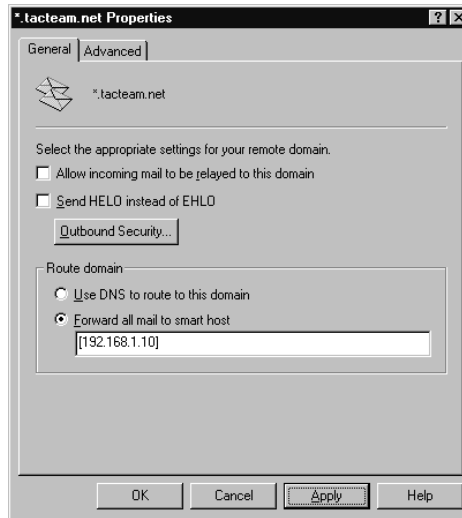 *.tacteam.net Properties
General Advanced
*.tacteam.net
Select the appropriate settings for your remote domain.
Allow incoming mail to be relayed to this domain
Send HELO instead of EHLO
Outbound Security...
Route domain
Use DNS to route to this domain
Forward all mail to smart host
[192.168.1.10]
OK Cancel Apply Help